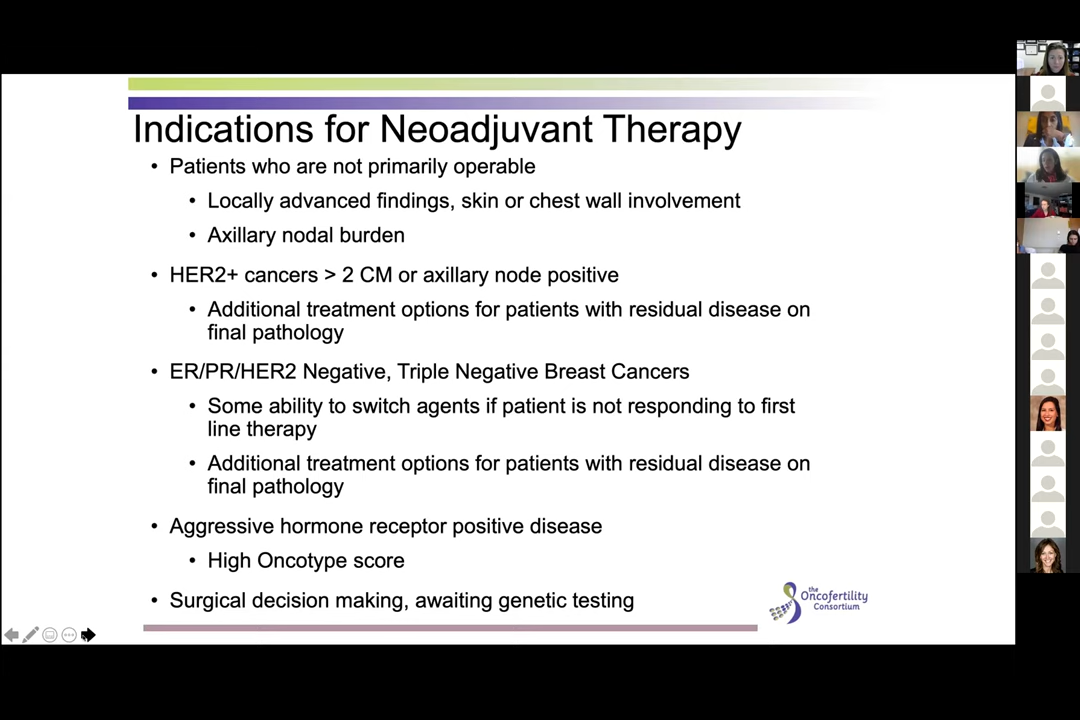 Indications for Neoadjuvant Therapy
• Patients who are not primarily operable
• Locally advanced findings, skin or chest wall involvement
• Axillary nodal burden
• HER2+ cancers > 2 CM or axillary node positive
• Additional treatment options for patients with residual disease on
final pathology
• ER/PR/HER2 Negative, Triple Negative Breast Cancers
• Some ability to switch agents if patient is not responding to first
line therapy
• Additional treatment options for patients with residual disease on
final pathology
• Aggressive hormone receptor positive disease
• High Oncotype score
• Surgical decision making, awaiting genetic testing
the
Oncofertility
Consortium